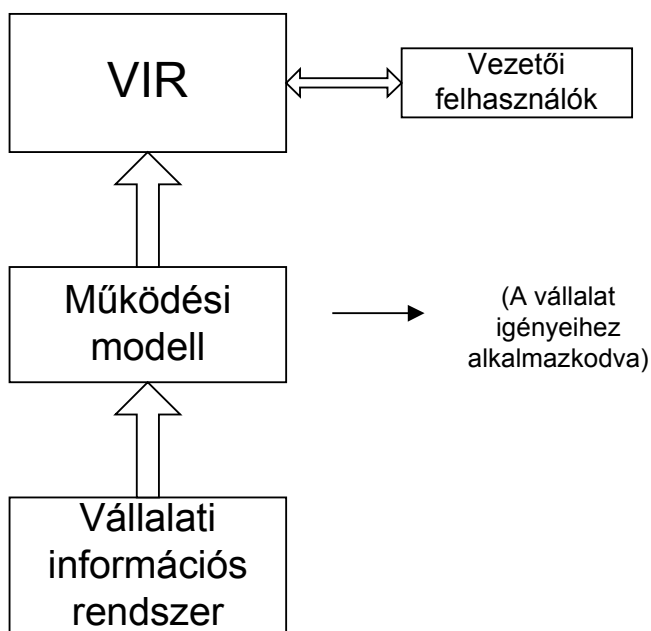 VIR
Vezetői
felhasználók
Működési
modell
(A vállalat
igényeihez
alkalmazkodva)
Vállalati
információs
rendszer